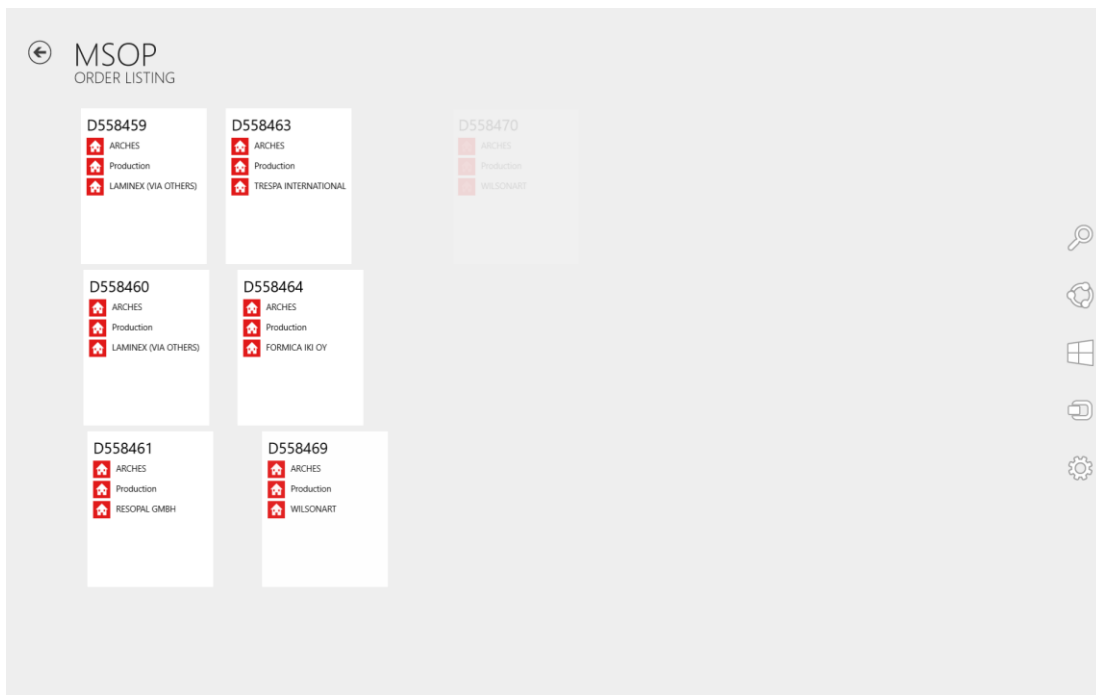 MSOP
ORDER LISTING
D558459
ARCHES
Production
LAMINEX (VIA OTHERS)
D558460
ARCHES
Production
LAMINEX (VIA OTHERS)
D558461
ARCHES
Production
RESOPAL GMBH
D558463
ARCHES
Production
TRESPA INTERNATIONAL
D558464
ARCHES
Production
FORMICA IKI OY
D558469
ARCHES
Production
WILSONART
D558470
ARCHES
Production
WILSONART